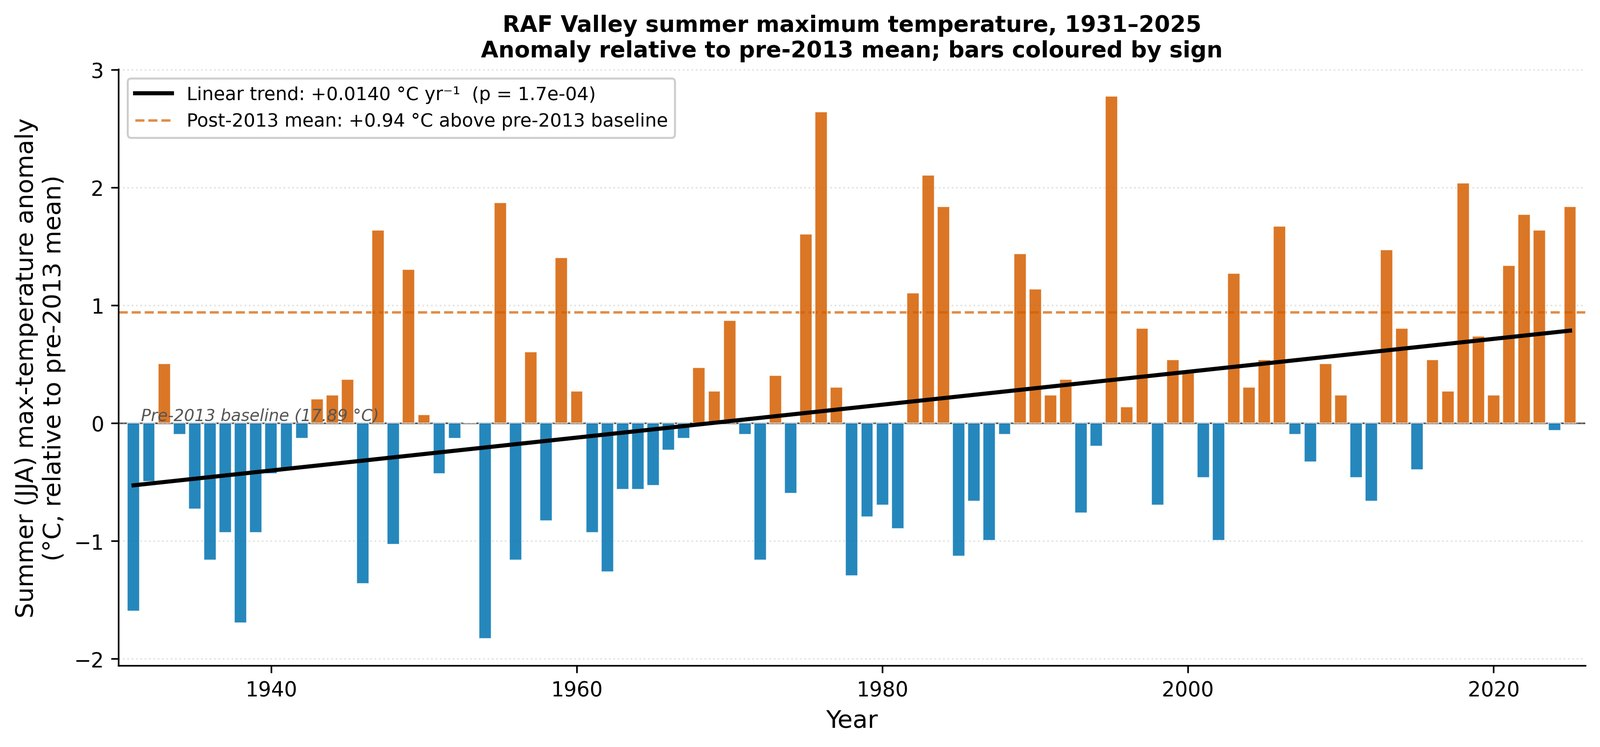 RAF Valley summer maximum temperature, 1931–2025
Anomaly relative to pre-2013 mean; bars coloured by sign
Linear trend: +0.0140 °C yr⁻¹  (p = 1.7e-04)
Post-2013 mean: +0.94 °C above pre-2013 baseline
Summer (JJA) max-temperature anomaly
(°C, relative to pre-2013 mean)
3
2
1
0
−1
−2
Pre-2013 baseline (17.89 °C)
1940
1960
1980
2000
2020
Year